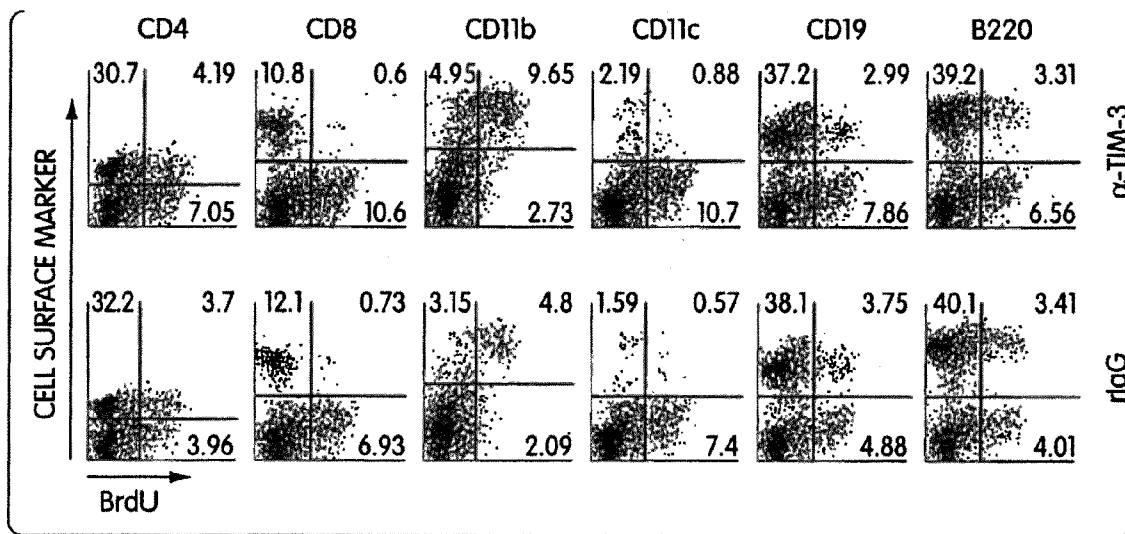 CD4 CD8 CD11b CD11c CD19 B220
30.7 4.19 10.8 0.6 4.95 9.65 2.19 0.88 37.2 2.99 39.2 3.31
7.05 10.6 2.73 10.7 7.86 6.56
α-TIM-3
32.2 3.7 12.1 0.73 3.15 4.8 1.59 0.57 38.1 3.75 40.1 3.41
3.96 6.93 2.09 7.4 4.88 4.01
rIgG
CELL SURFACE MARKER
BrdU